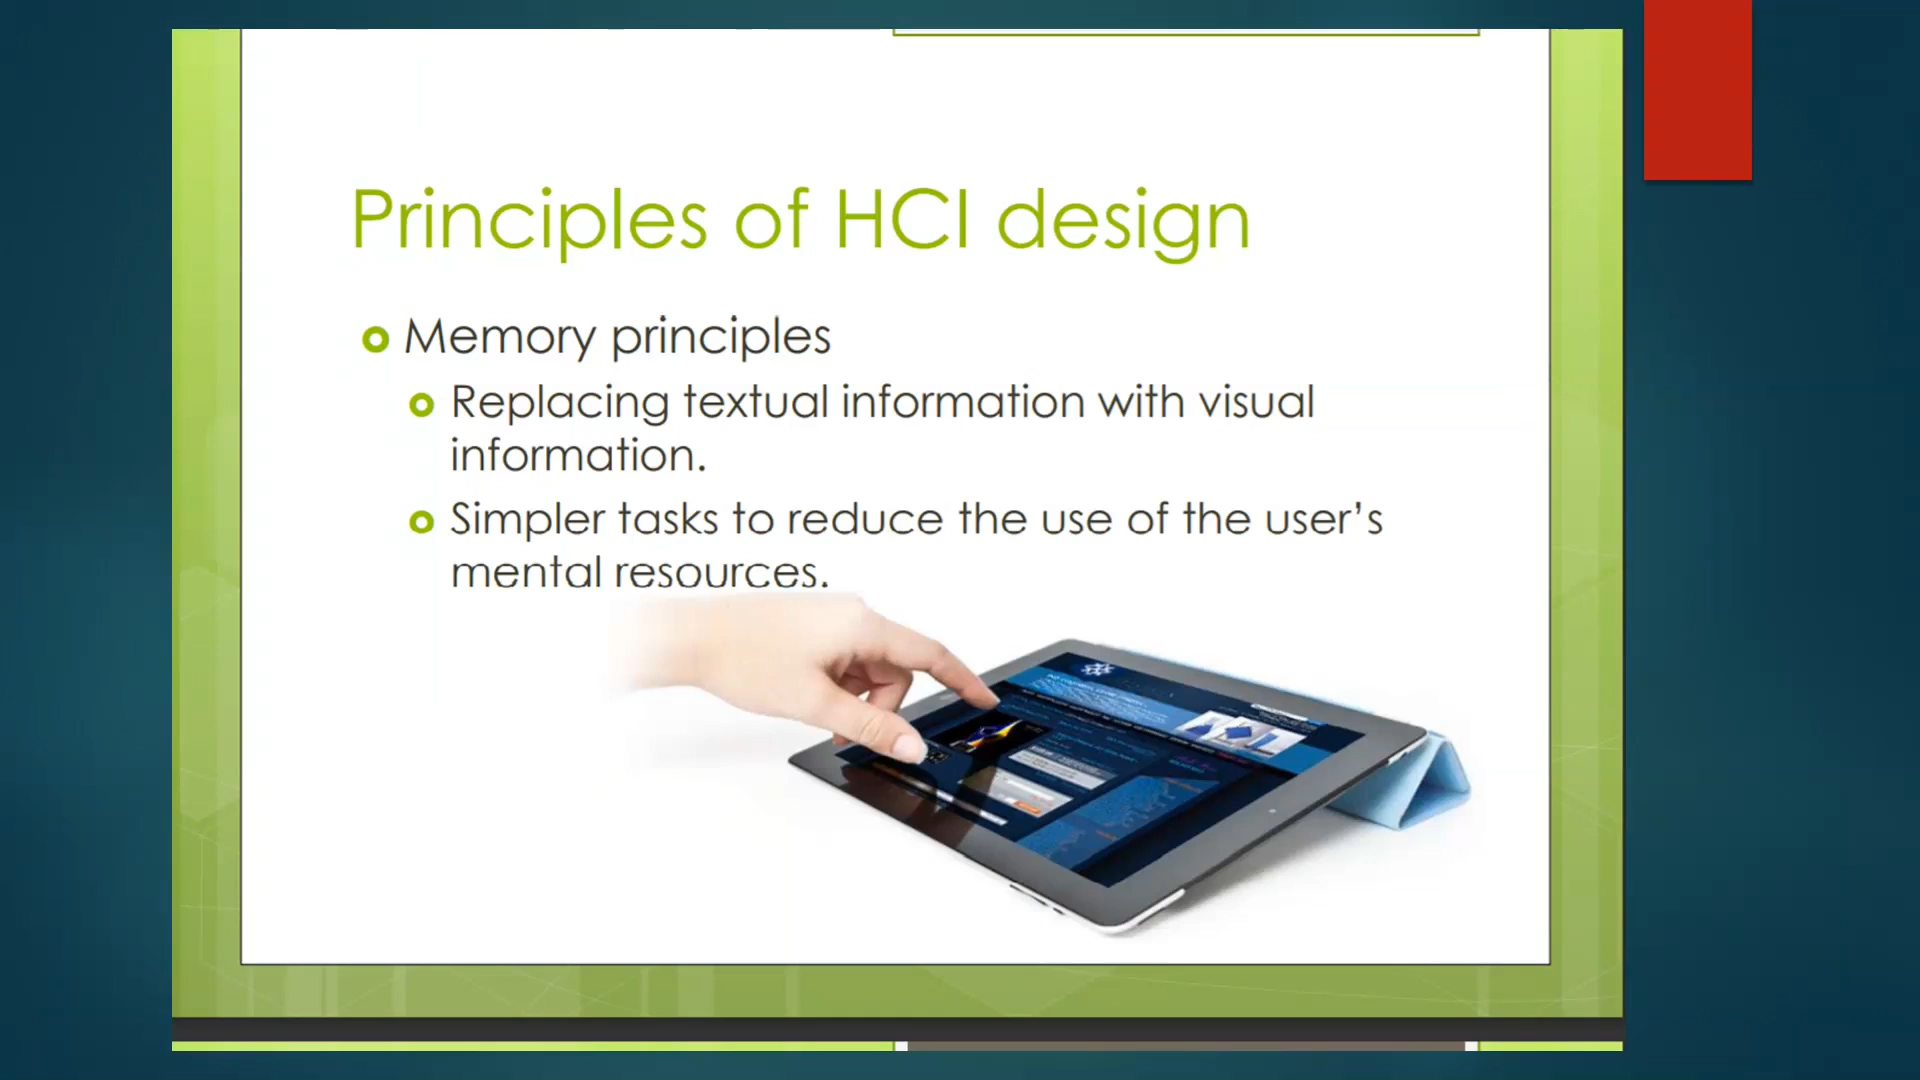 Principles of HCI design
Memory principles
Replacing textual information with visual
information.
Simpler tasks to reduce the use of the user’s
mental resources.